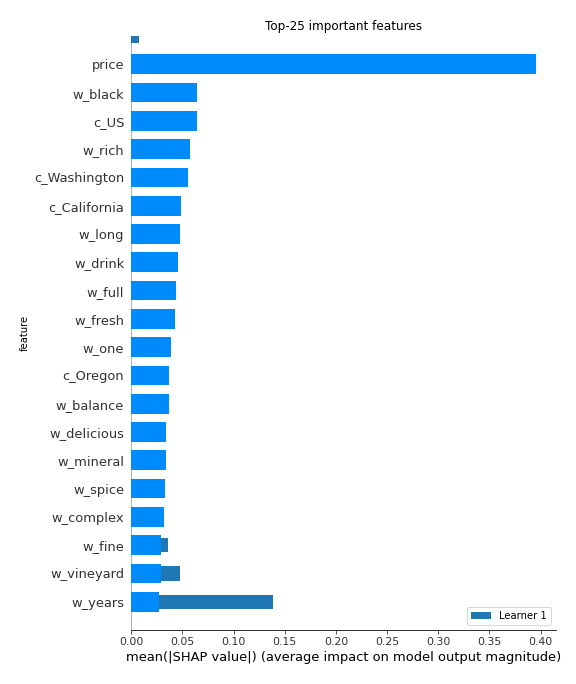 Top-25 important features
price
w_black
c_US
w_rich
c_Washington
c_California
w_long
w_drink
w_full
w_fresh
w_one
c_Oregon
w_balance
w_delicious
w_mineral
w_spice
w_complex
w_fine
w_vineyard
w_years
feature
Learner 1
0.00 0.05 0.10 0.15 0.20 0.25 0.30 0.35 0.40
mean(|SHAP value|) (average impact on model output magnitude)